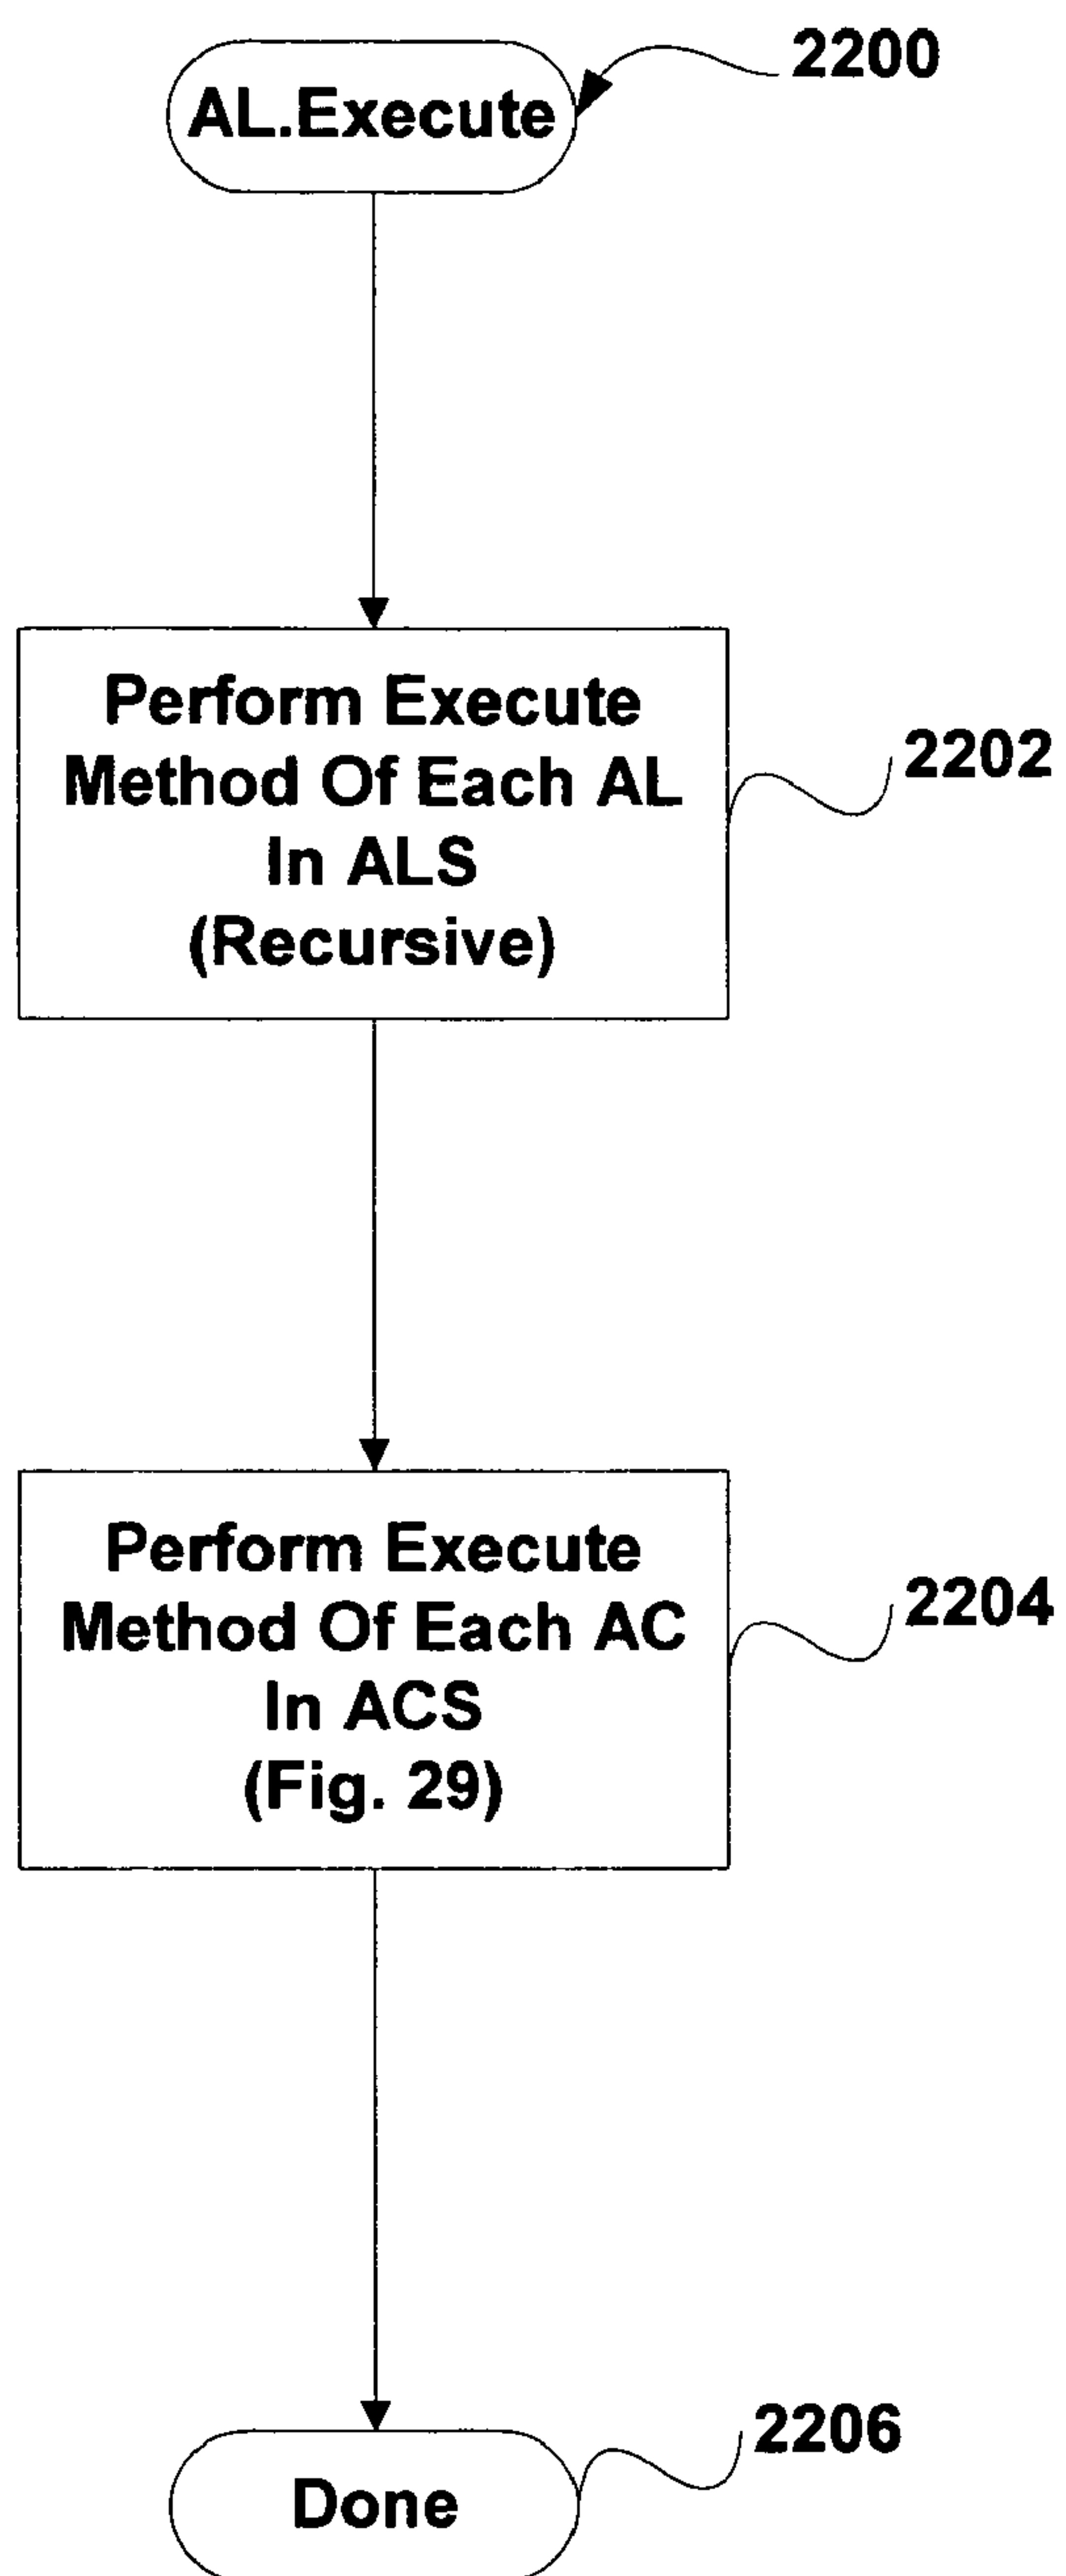 AL.Execute
2200
Perform Execute
Method Of Each AL
In ALS
(Recursive)
2202
Perform Execute
Method Of Each AC
In ACS
(Fig. 29)
2204
Done
2206